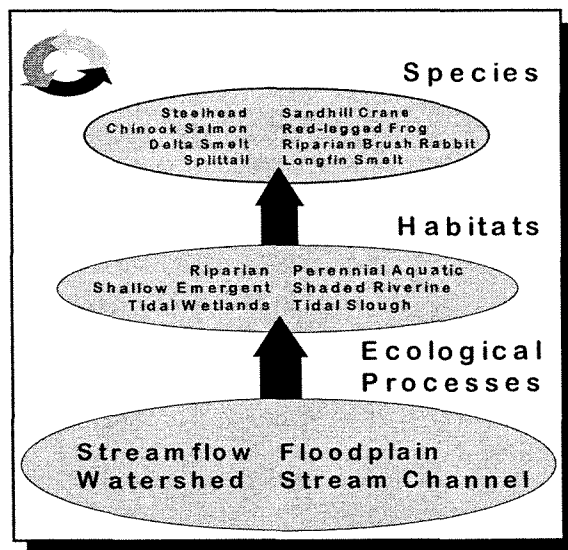 Species
Steelhead Sandhill Crane
Chinook Salmon Red-legged Frog
Delta Smelt Riparian Brush Rabbit
Splittail Longfin Smelt
Habitats
Riparian Perennial Aquatic
Shallow Emergent Shaded Riverine
Tidal Wetlands Tidal Slough
Ecological
Processes
Streamflow Floodplain
Watershed Stream Channel